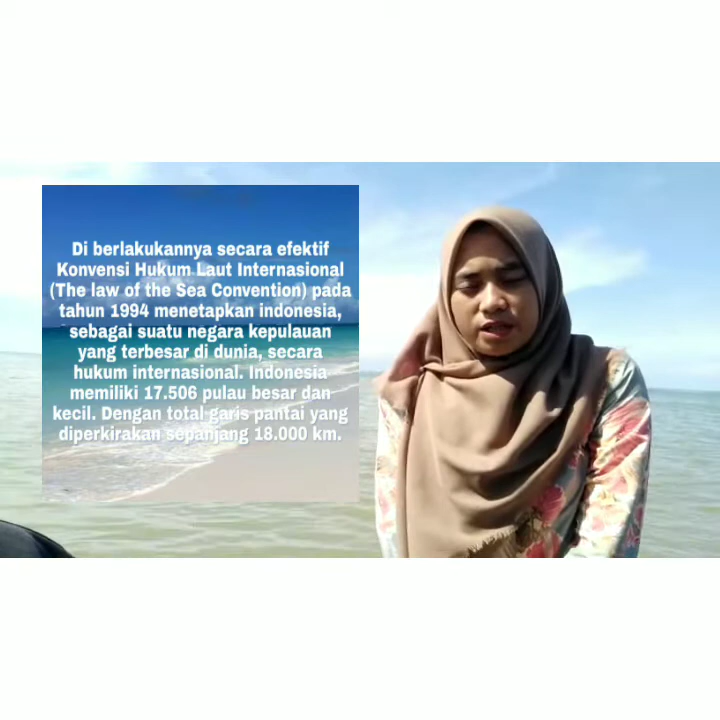 Di berlakukannya secara efektif
Konvensi Hukum Laut Internasional
(The law of the Sea Convention) pada
tahun 1994 menetapkan indonesia,
sebagai suatu negara kepulauan
yang terbesar di dunia, secara
hukum internasional. Indonesia
memiliki 17.506 pulau besar dan
kecil. Dengan total garis pantai yang
diperkirakan sepanjang 18.000 km.